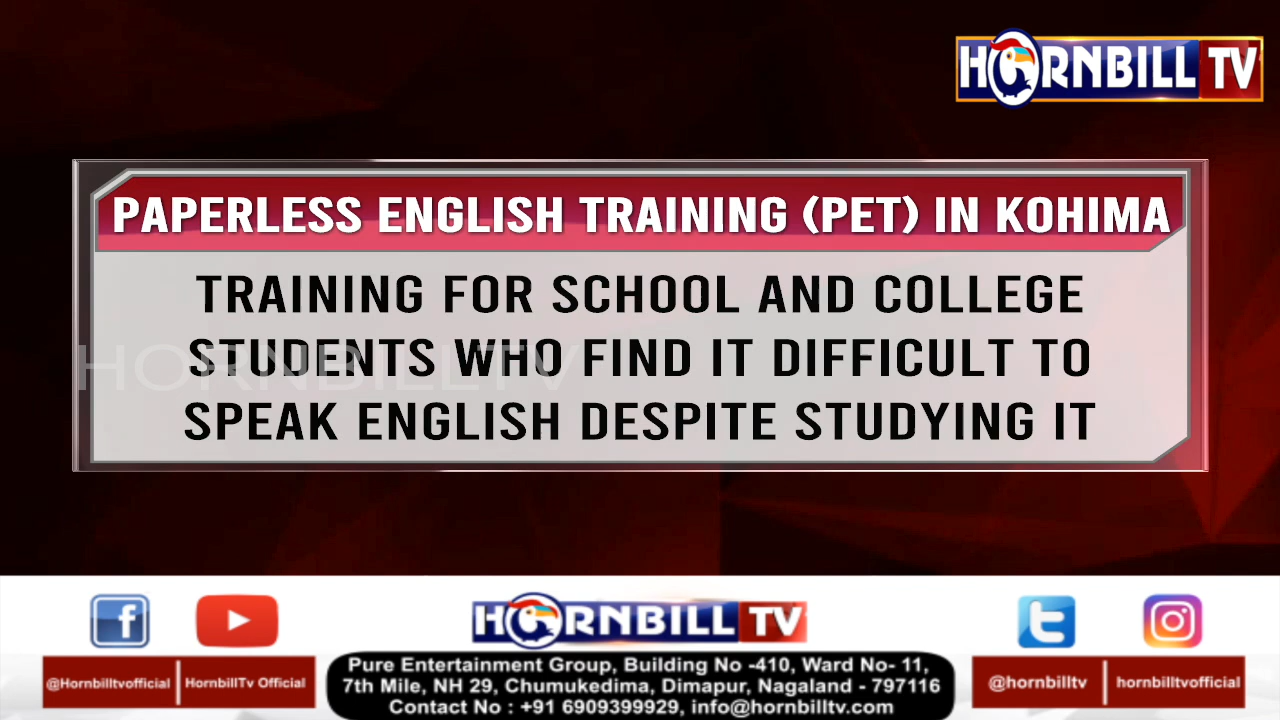 HORNBILL TV
PAPERLESS ENGLISH TRAINING (PET) IN KOHIMA
TRAINING FOR SCHOOL AND COLLEGE
STUDENTS WHO FIND IT DIFFICULT TO
SPEAK ENGLISH DESPITE STUDYING IT
HORNBILLTV
HORNBILL TV
@Hornbilltvofficial
HornbillTv Official
Pure Entertainment Group, Building No -410, Ward No- 11,
7th Mile, NH 29, Chumukedima, Dimapur, Nagaland - 797116
Contact No : +91 6909399929, info@hornbilltv.com
@hornbilltv
hornbilltvofficial